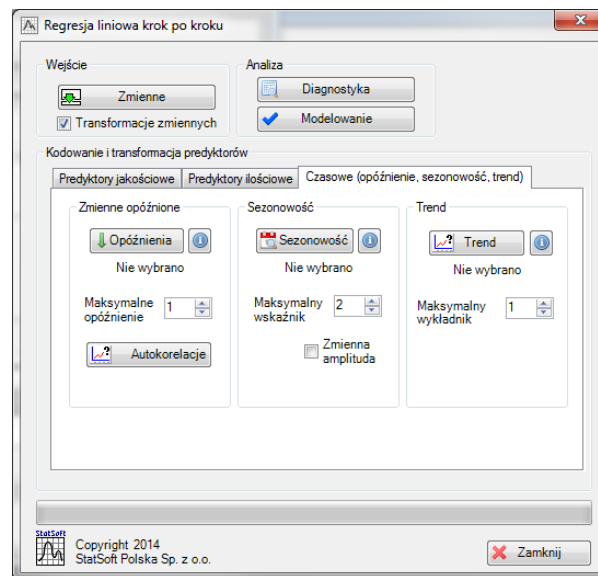 Regresja liniowa krok po kroku
Wejście
Zmienne
Transformacje zmiennych
Analiza
Diagnostyka
Modelowanie
Kodowanie i transformacja predyktorów
Predyktory jakościowe
Predyktory ilościowe
Czasowe (opóźnienie, sezonowość, trend)
Zmienne opóźnione
Opóźnienia
Nie wybrano
Maksymalne
opóźnienie
1
Autokorelacje
Sezonowość
Sezonowość
Nie wybrano
Maksymalny
wskaźnik
2
Zmienna
amplituda
Trend
Trend
Nie wybrano
Maksymalny
wykładnik
1
StatSoft
Copyright 2014
StatSoft Polska Sp. z o.o.
Zamknij